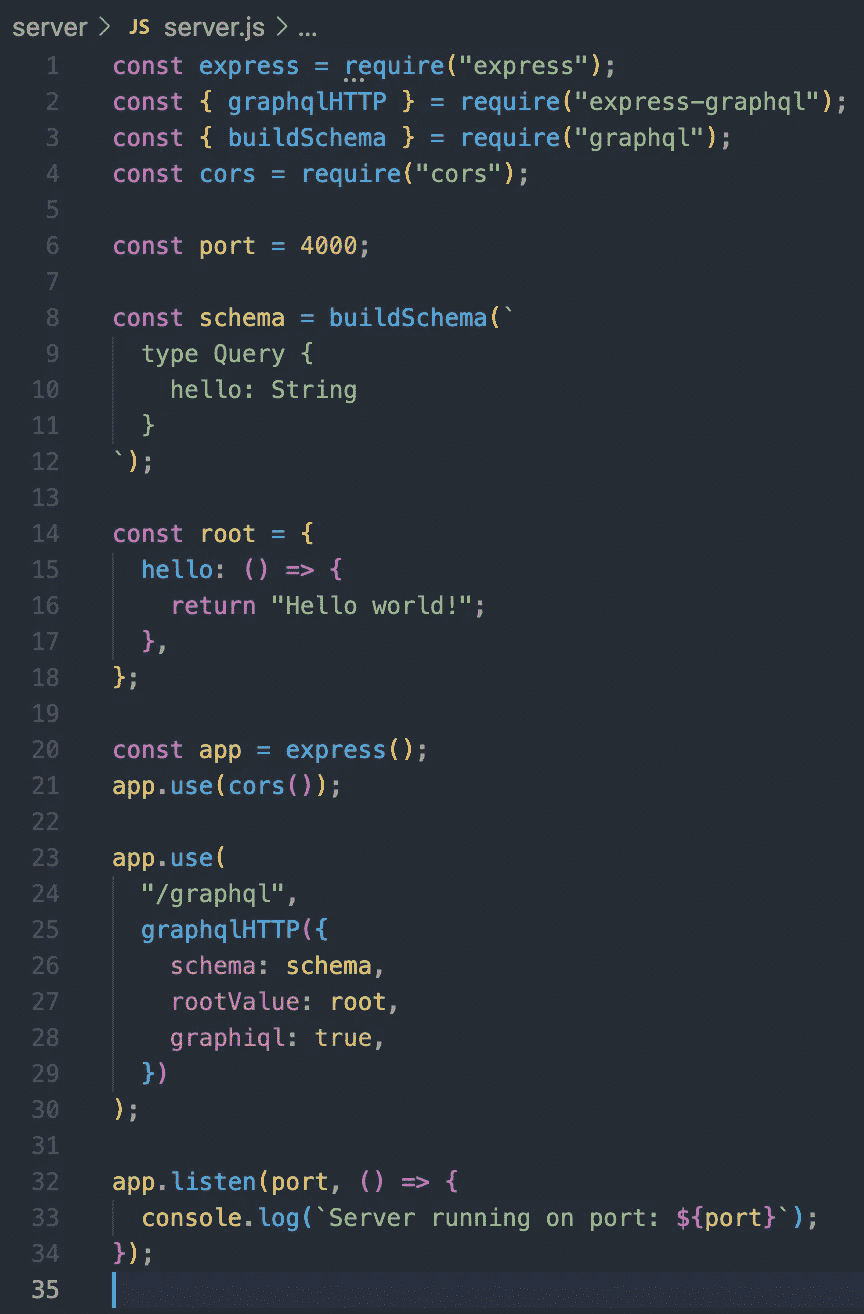 server > JS server.js > ...
1 const express = require("express");
2 const { graphqlHTTP } = require("express-graphql");
3 const { buildSchema } = require("graphql");
4 const cors = require("cors");
5
6 const port = 4000;
7
8 const schema = buildSchema(`
9   type Query {
10     hello: String
11   }
12 `);
13
14 const root = {
15   hello: () => {
16     return "Hello world!";
17   },
18 };
19
20 const app = express();
21 app.use(cors());
22
23 app.use(
24   "/graphql",
25   graphqlHTTP({
26     schema: schema,
27     rootValue: root,
28     graphiql: true,
29   })
30 );
31
32 app.listen(port, () => {
33   console.log(`Server running on port: ${port}`);
34 });
35